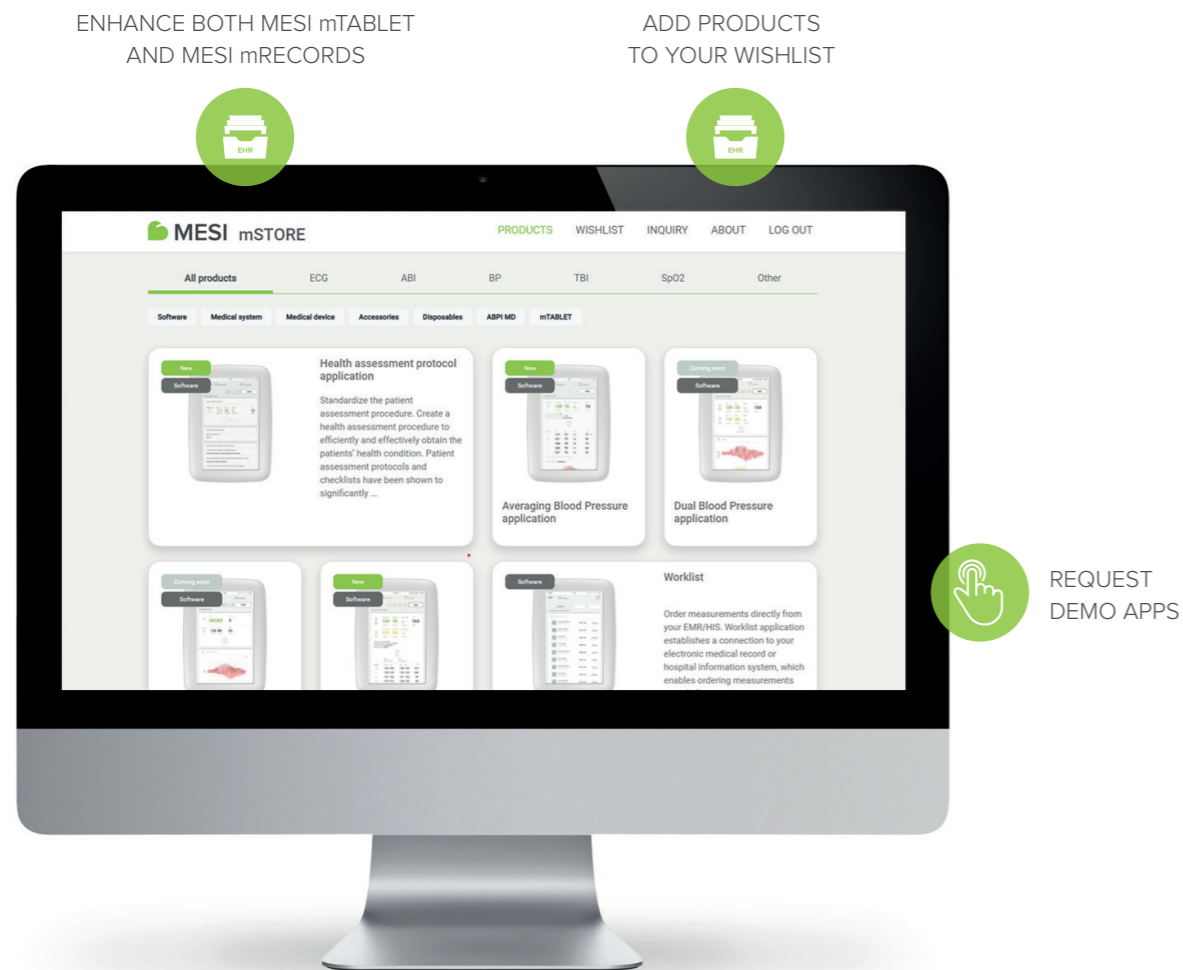 ENHANCE BOTH MESI mTABLET
AND MESI mRECORDS
ADD PRODUCTS
TO YOUR WISHLIST
EHR
EHR
MESI mSTORE
PRODUCTS WISHLIST INQUIRY ABOUT LOG OUT
All products ECG ABI BP TBI SpO2 Other
Software Medical system Medical device Accessories Disposables ABPI MD mTABLET
New
Software
Health assessment protocol
application
Standardize the patient
assessment procedure. Create a
health assessment procedure to
efficiently and effectively obtain the
patients' health condition. Patient
assessment protocols and
checklists have been shown to
significantly ...
New
Software
Averaging Blood Pressure
application
Coming soon
Software
Dual Blood Pressure
application
Coming soon
Software
New
Software
Software
Worklist
Order measurements directly from
your EMR/HIS. Worklist application
establishes a connection to your
electronic medical record or
hospital information system, which
enables ordering measurements
REQUEST
DEMO APPS